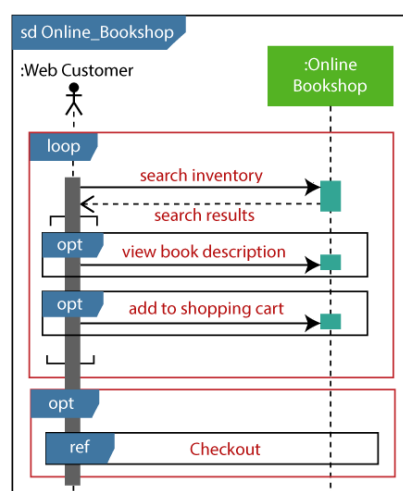 sd Online_Bookshop
:Web Customer
:Online
Bookshop
loop
search inventory
search results
opt
view book description
opt
add to shopping cart
opt
ref
Checkout